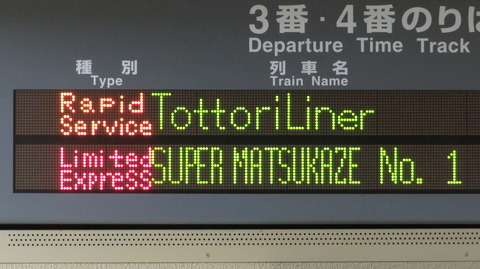 3番・4番のりば
Departure Time Track
種別 列車名
Type Train Name
Rapid Service TottoriLiner
Limited Express SUPER MATSUKAZE No. 1